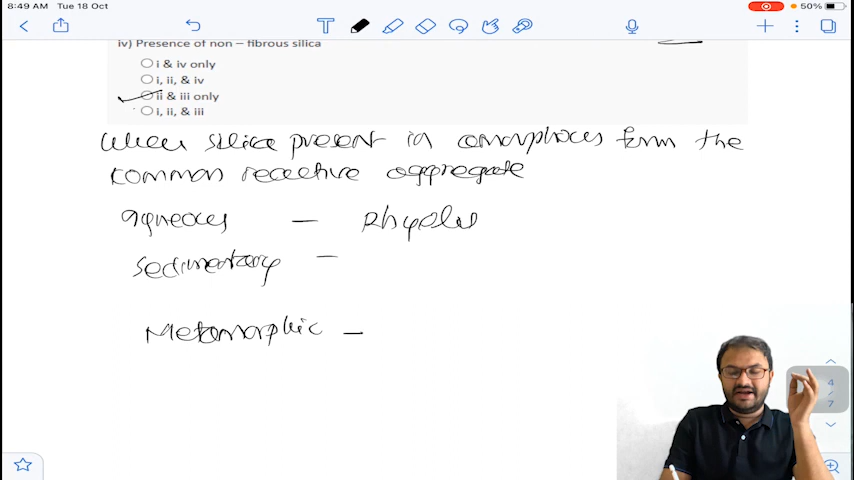 8:49 AM Tue 18 Oct
50%
iv) Presence of non – fibrous silica
i & iv only
i, ii, & iv
ii & iii only
i, ii, & iii
when silica present in amorphous form the
common reactive aggregate
igneous —
sedimentary —
Metamorphic —
4
7